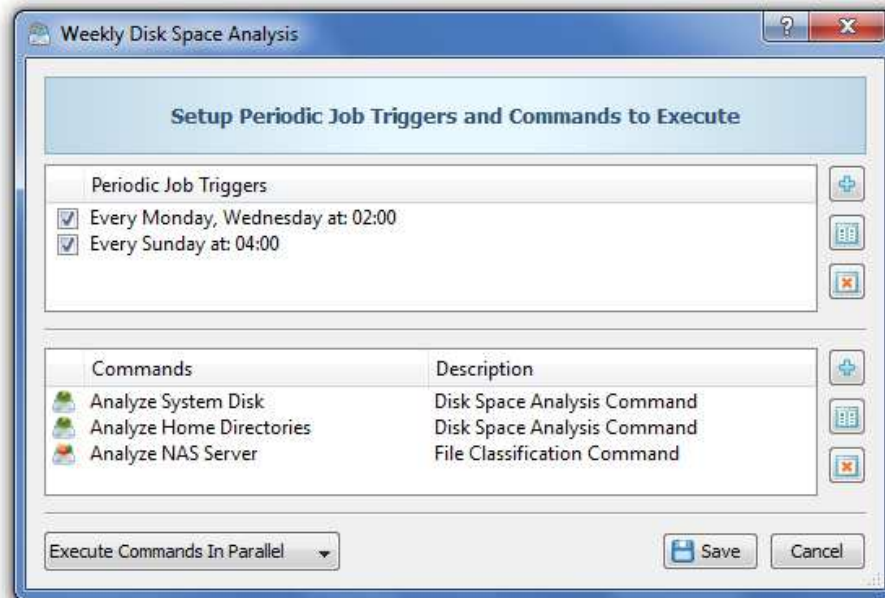 Weekly Disk Space Analysis
Setup Periodic Job Triggers and Commands to Execute
Periodic Job Triggers
Every Monday, Wednesday at: 02:00
Every Sunday at: 04:00
Commands Description
Analyze System Disk Disk Space Analysis Command
Analyze Home Directories Disk Space Analysis Command
Analyze NAS Server File Classification Command
Execute Commands In Parallel Save Cancel